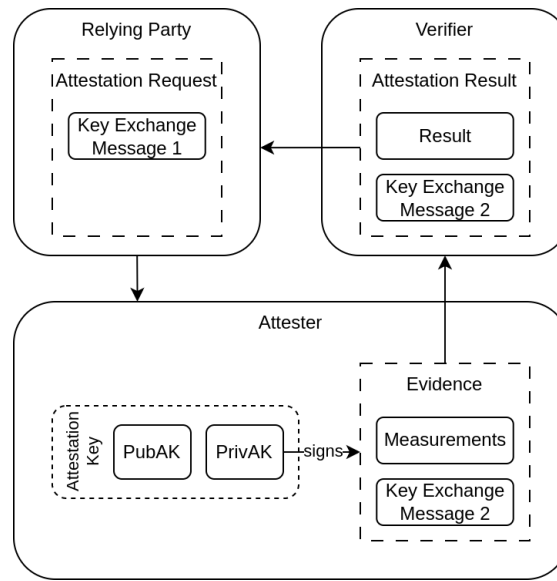 Relying Party
Attestation Request
Key Exchange
Message 1
Verifier
Attestation Result
Result
Key Exchange
Message 2
Attester
Attestation
Key
PubAK
PrivAK
signs
Evidence
Measurements
Key Exchange
Message 2